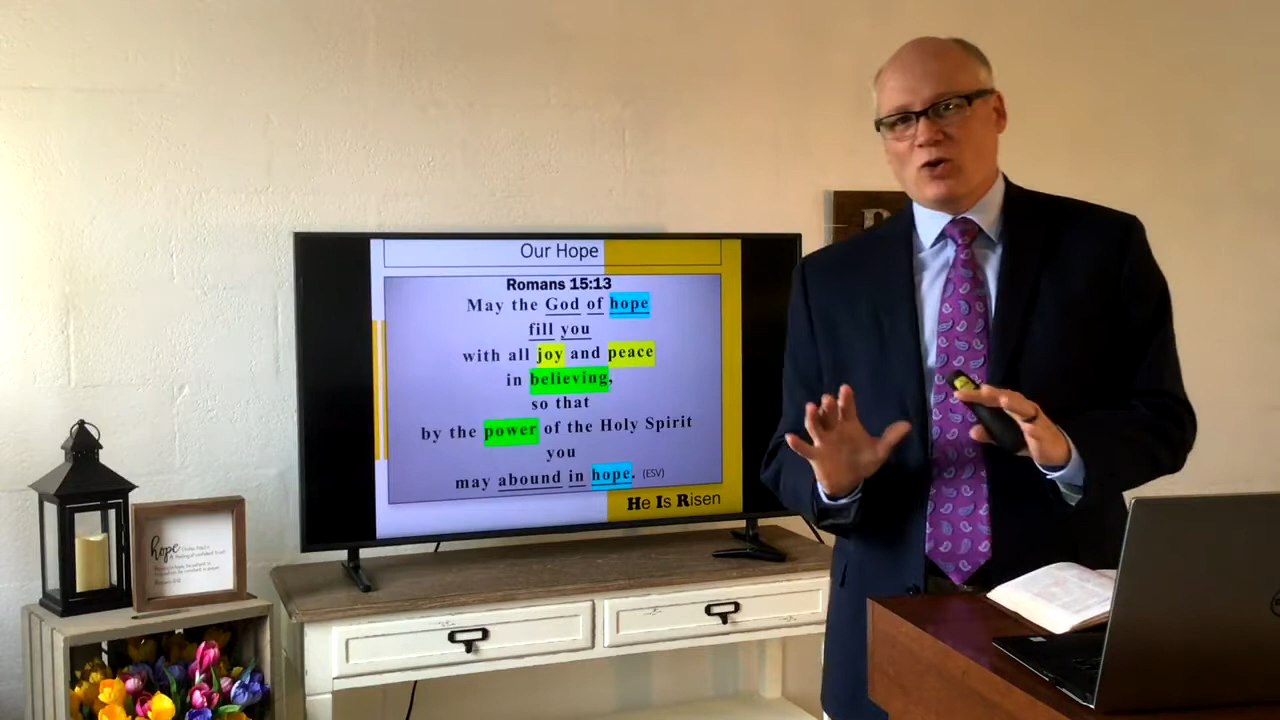 Our Hope
Romans 15:13
May the God of hope
fill you
with all joy and peace
in believing,
so that
by the power of the Holy Spirit
you
may abound in hope. (ESV)
He Is Risen
hope